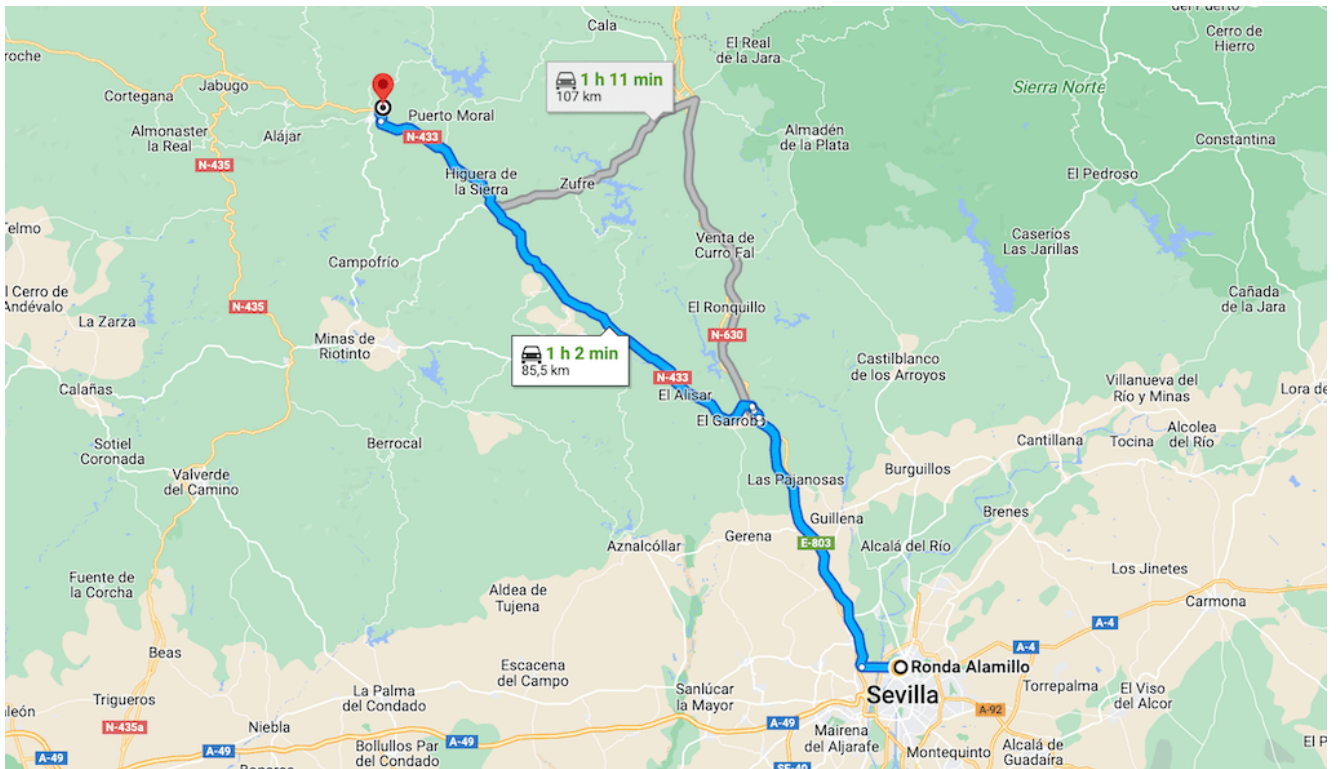 del Puerto
Cala
Cerro de
Hierro
El Real
de la Jara
roche
Jabugo
Cortegana
1 h 11 min
107 km
Sierra Norte
Puerto Moral
Almonaster
la Real
Alájar
N-433
Almadén
de la Plata
Constantina
N-435
Higuera de
la Sierra
Zufre
El Pedroso
Telmo
Venta de
Curro Fal
Caseríos
Las Jarillas
Campofrío
l Cerro de
Andévalo
N-435
La Zarza
El Ronquillo
Cañada
de la Jara
Minas de
Riotinto
N-630
1 h 2 min
85,5 km
Castilblanco
de los Arroyos
N-433
Calañas
El Alisar
Villanueva del
Río y Minas
Lora de
El Garrobo
Sotiel
Coronada
Berrocal
Cantillana
Tocina
Alcolea
del Río
Valverde
del Camino
Las Pajanosas
Burguillos
Guillena
Brenes
Gerena
E-803
Aznalcóllar
Alcalá del Río
Fuente de
la Corcha
Aldea de
Tujena
Los Jinetes
Carmona
A-4
Beas
A-4
Escacena
del Campo
Ronda Alamillo
Trigueros
La Palma
del Condado
Sanlúcar
la Mayor
Sevilla
Torrepalma
El Viso
del Alcor
aleón
N-435a
Niebla
A-49
A-92
A-49
Bollullos Par
del Condado
A-49
Mairena
del Aljarafe
Montequinto
Alcalá de
Guadaíra
El P
A-49
SE-40